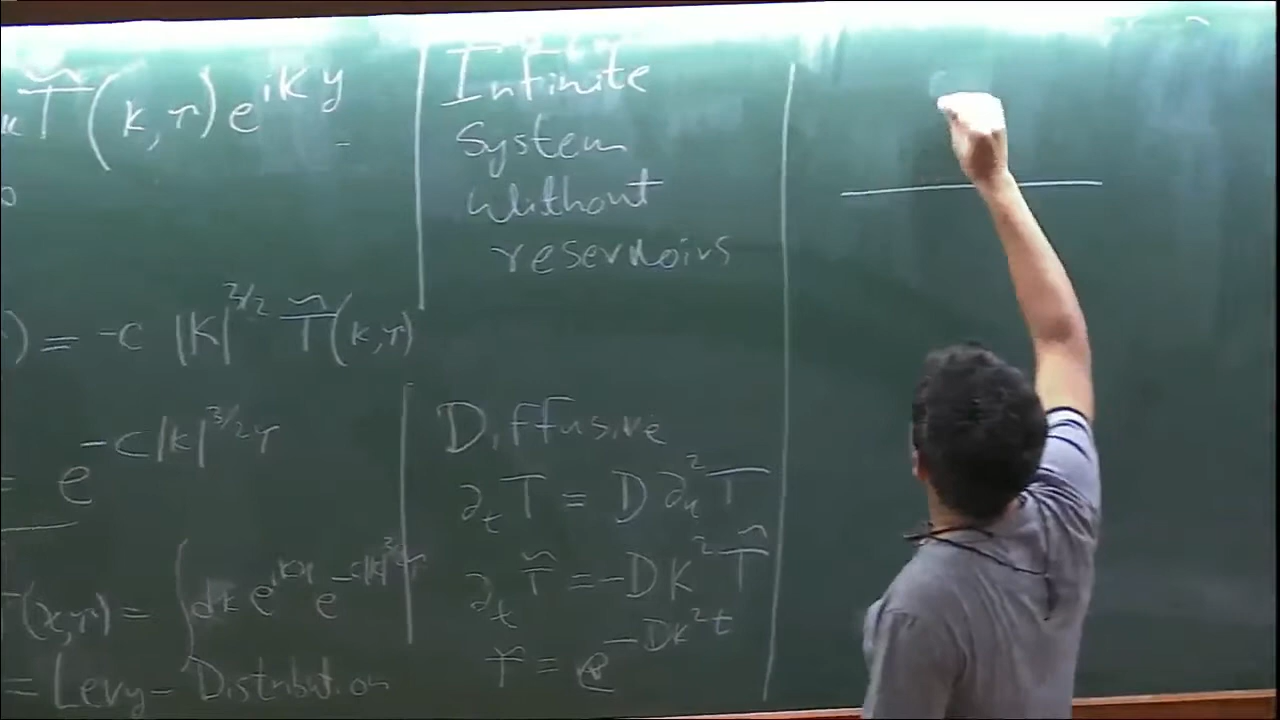 T̃(k,τ) e^{iKy}
) = -c |K|^{3/2} T̃(k,τ)
= e^{-c|k|^{3/2}τ}
(x,τ) = ∫dk e^{ikx} e^{-c|k|^{3/2}τ}
= Levy-Distribution
Infinite
System
Without
reservoirs
Diffusive
∂_t T = D ∂_x^2 T
∂_t T̃ = -D K^2 T̃
T̃ = e^{-Dk^2t}